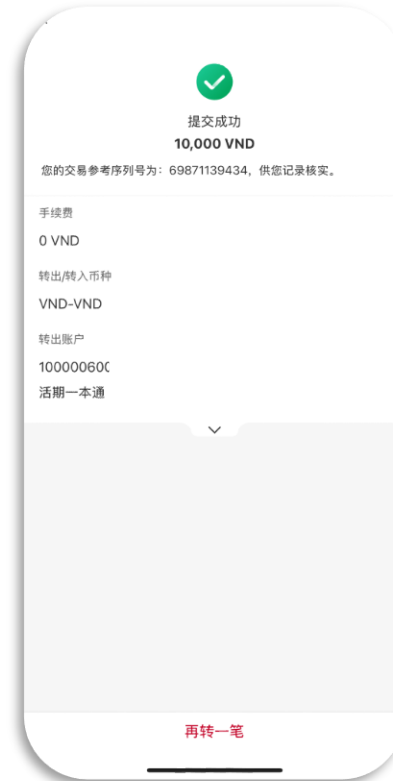 提交成功
10,000 VND
您的交易参考序列号为：69871139434，供您记录核实。
手续费
0 VND
转出/转入币种
VND-VND
转出账户
10000060
活期一本通
再转一笔